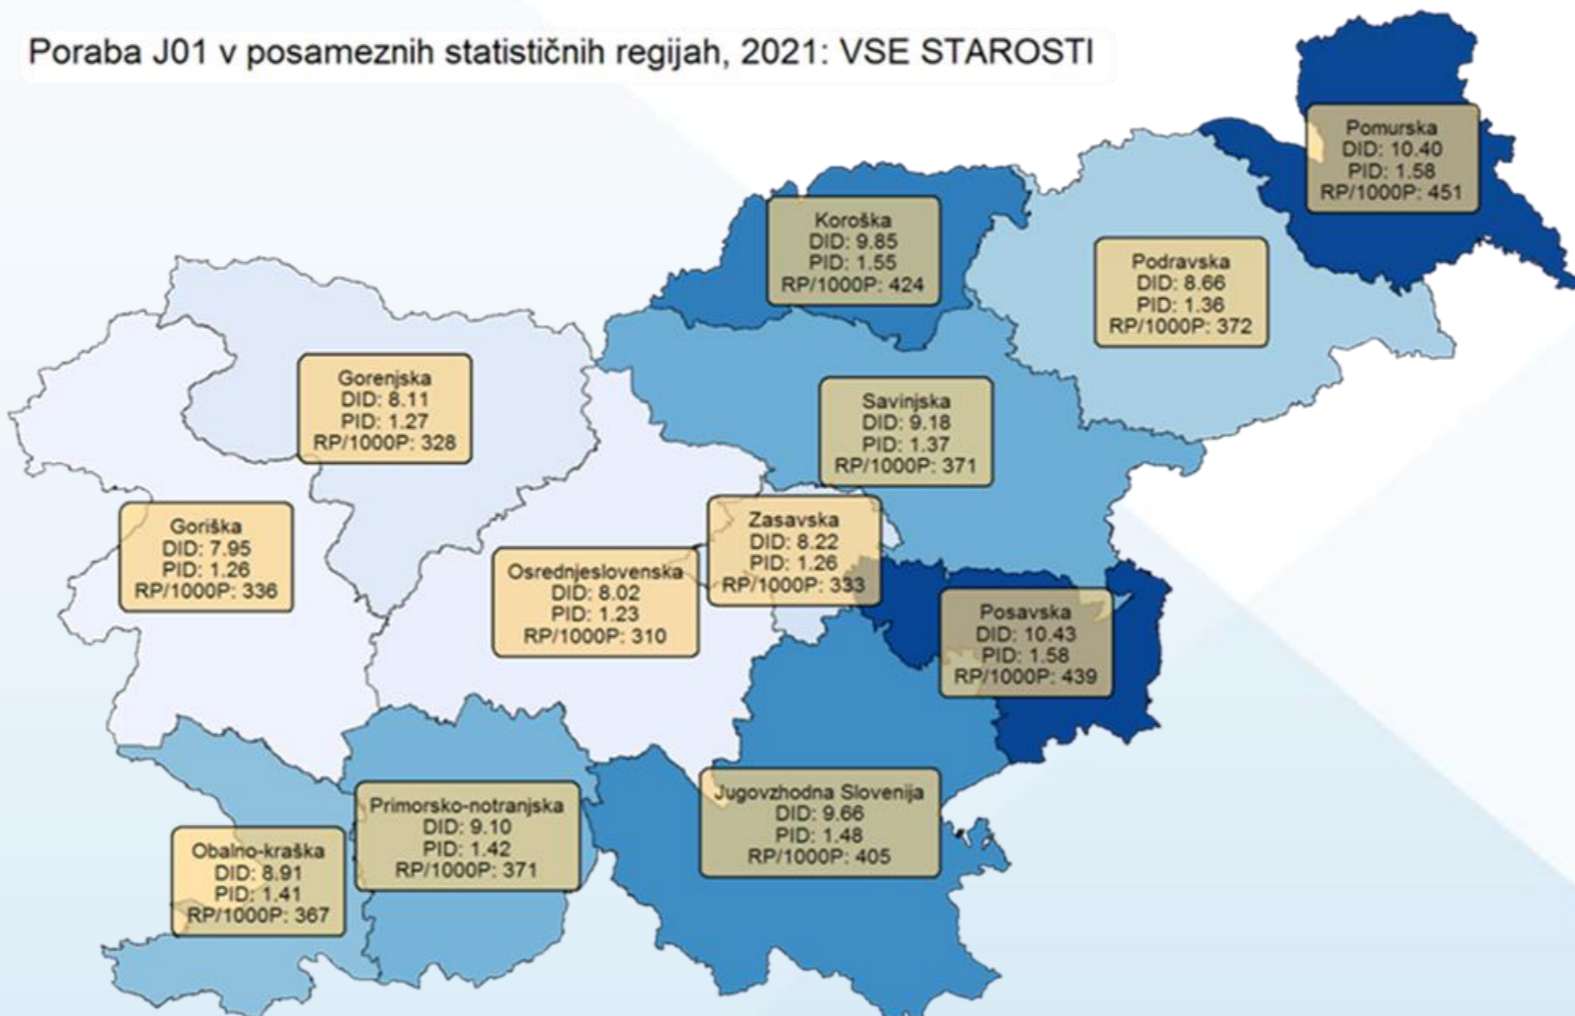 Poraba J01 v posameznih statističnih regijah, 2021: VSE STAROSTI
Pomurska
DID: 10.40
PID: 1.58
RP/1000P: 451
Koroška
DID: 9.85
PID: 1.55
RP/1000P: 424
Podravska
DID: 8.66
PID: 1.36
RP/1000P: 372
Gorenjska
DID: 8.11
PID: 1.27
RP/1000P: 328
Savinjska
DID: 9.18
PID: 1.37
RP/1000P: 371
Goriška
DID: 7.95
PID: 1.26
RP/1000P: 336
Zasavska
DID: 8.22
PID: 1.26
RP/1000P: 333
Osrednjeslovenska
DID: 8.02
PID: 1.23
RP/1000P: 310
Posavska
DID: 10.43
PID: 1.58
RP/1000P: 439
Jugovzhodna Slovenija
DID: 9.66
PID: 1.48
RP/1000P: 405
Primorsko-notranjska
DID: 9.10
PID: 1.42
RP/1000P: 371
Obalno-kraška
DID: 8.91
PID: 1.41
RP/1000P: 367